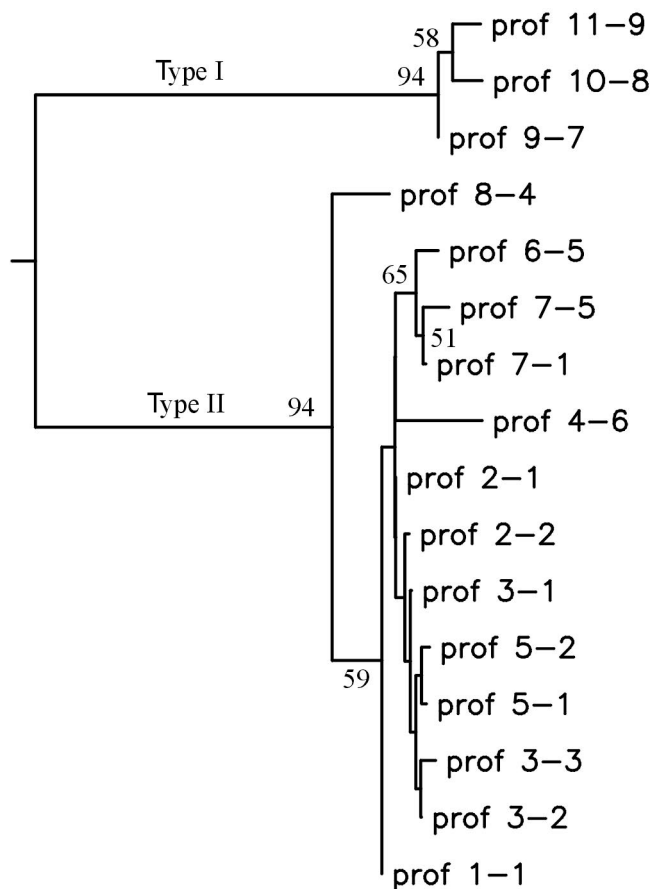 prof 11-9
58
Type I
94
prof 10-8
prof 9-7
prof 8-4
prof 6-5
65
prof 7-5
51
prof 7-1
Type II
94
prof 4-6
prof 2-1
prof 2-2
prof 3-1
prof 5-2
59
prof 5-1
prof 3-3
prof 3-2
prof 1-1